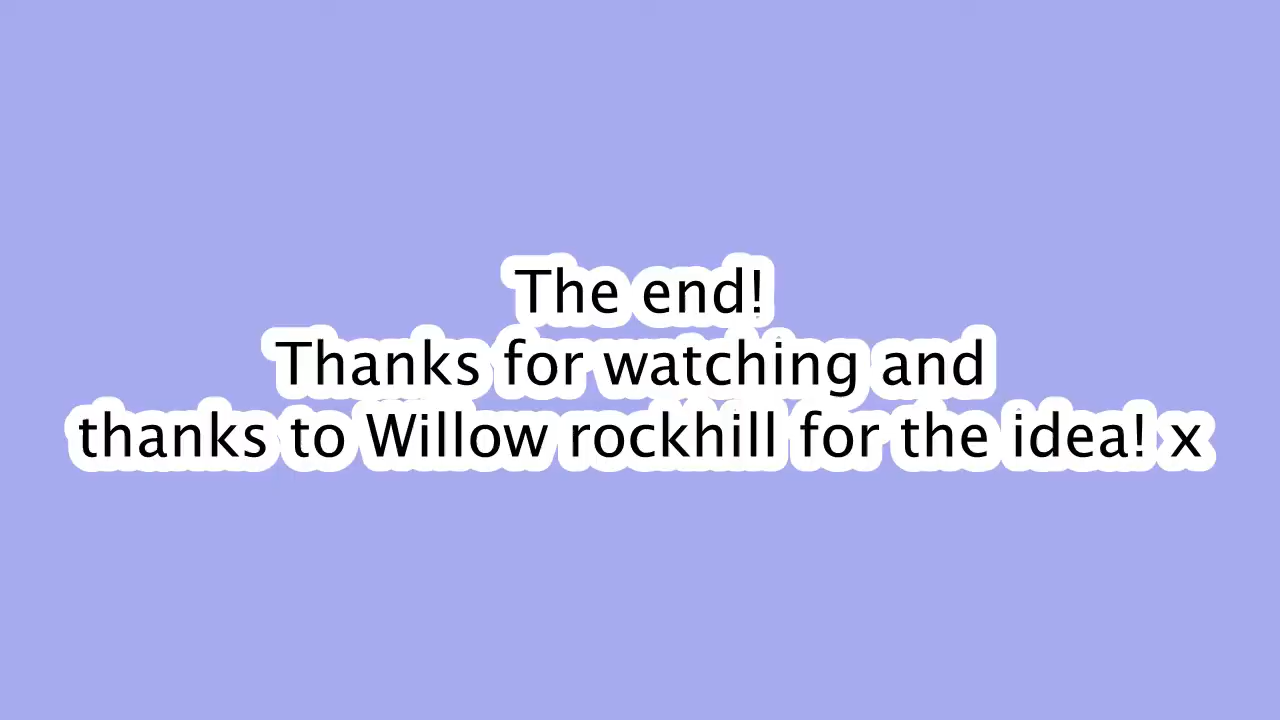 The end!
Thanks for watching and
thanks to Willow rockhill for the idea! x